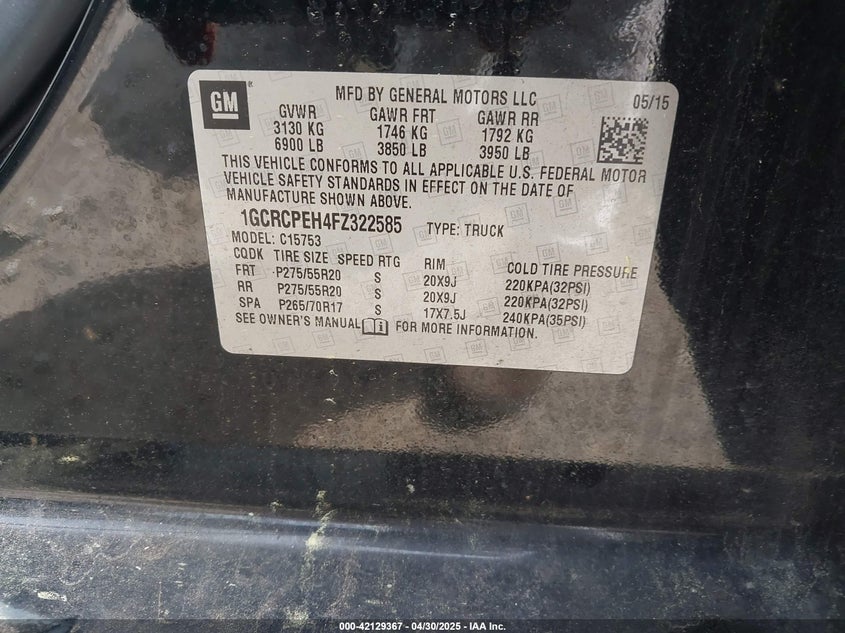 GM
MFD BY GENERAL MOTORS LLC 05/15
GVWR GAWR FRT GAWR RR
3130 KG 1746 KG 1792 KG
6900 LB 3850 LB 3950 LB
THIS VEHICLE CONFORMS TO ALL APPLICABLE U.S. FEDERAL MOTOR
VEHICLE SAFETY STANDARDS IN EFFECT ON THE DATE OF
MANUFACTURE SHOWN ABOVE.
1GCRCPEH4FZ322585 TYPE: TRUCK
MODEL: C15753
CQDK TIRE SIZE SPEED RTG RIM COLD TIRE PRESSURE
FRT P275/55R20 S 20X9J 220KPA(32PSI)
RR P275/55R20 S 20X9J 220KPA(32PSI)
SPA P265/70R17 S 17X7.5J 240KPA(35PSI)
SEE OWNER'S MANUAL FOR MORE INFORMATION.
000-42129367 - 04/30/2025 - IAA Inc.